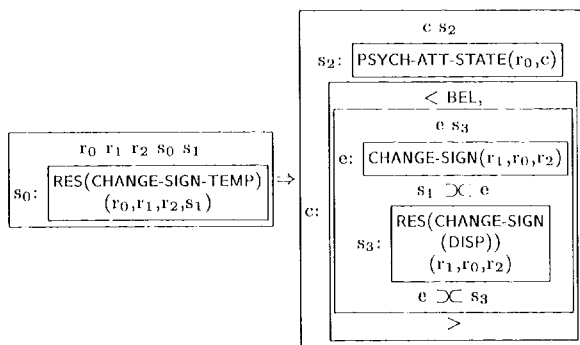 r₀ r₁ r₂ s₀ s₁
s₀: RES(CHANGE-SIGN-TEMP)
(r₀,r₁,r₂,s₁)
⇒
c s₂
s₂: PSYCH-ATT-STATE(r₀,c)
c:
< BEL,
e s₃
e: CHANGE-SIGN(r₁,r₀,r₂)
s₁ ⊃⊂ e
s₃: RES(CHANGE-SIGN
(DISP))
(r₁,r₀,r₂)
e ⊃⊂ s₃
>